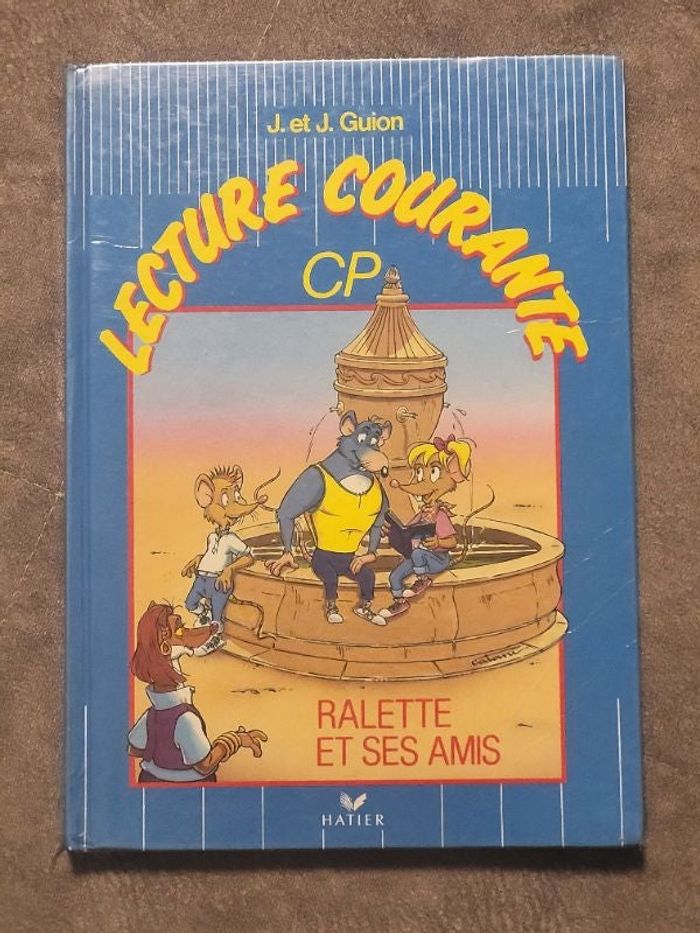 J. et J. Guion
LECTURE COURANTE
CP
RALETTE
ET SES AMIS
HATIER